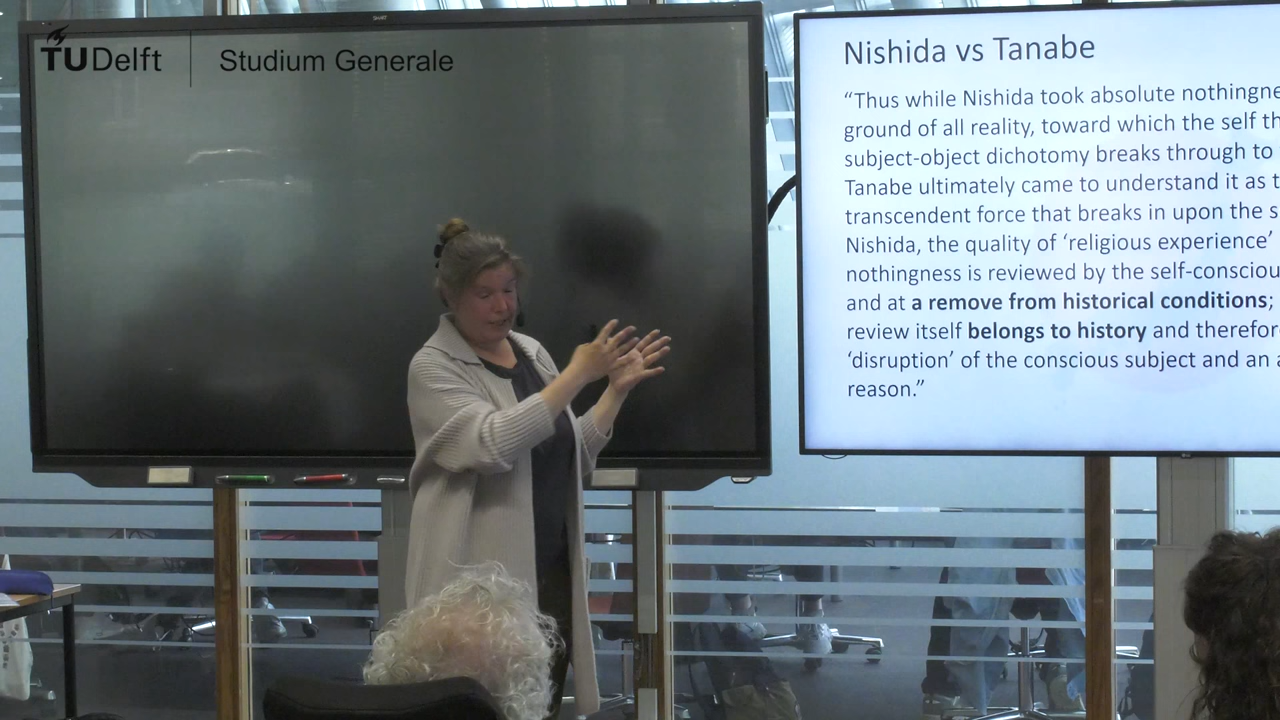 SMART
TUDelft
Studium Generale
Nishida vs Tanabe
“Thus while Nishida took absolute nothingne
ground of all reality, toward which the self th
subject-object dichotomy breaks through to
Tanabe ultimately came to understand it as t
transcendent force that breaks in upon the s
Nishida, the quality of ‘religious experience’
nothingness is reviewed by the self-consciou
and at a remove from historical conditions;
review itself belongs to history and therefor
‘disruption’ of the conscious subject and an a
reason.”